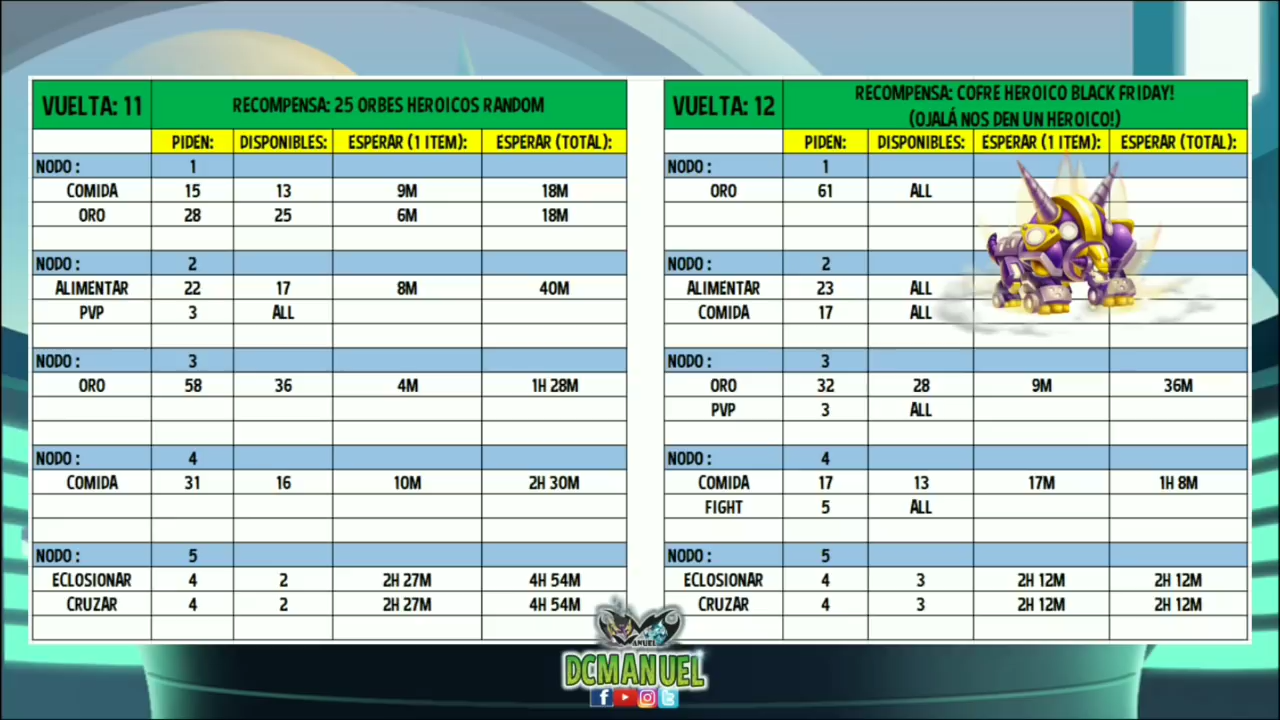 VUELTA: 11 RECOMPENSA: 25 ORBES HEROICOS RANDOM
PIDEN: DISPONIBLES: ESPERAR (1 ITEM): ESPERAR (TOTAL):
NODO : 1
COMIDA 15 13 9M 18M
ORO 28 25 6M 18M
NODO : 2
ALIMENTAR 22 17 8M 40M
PVP 3 ALL
NODO : 3
ORO 58 36 4M 1H 28M
NODO : 4
COMIDA 31 16 10M 2H 30M
NODO : 5
ECLOSIONAR 4 2 2H 27M 4H 54M
CRUZAR 4 2 2H 27M 4H 54M
VUELTA: 12 RECOMPENSA: COFRE HEROICO BLACK FRIDAY!
(OJALÁ NOS DEN UN HEROICO!)
PIDEN: DISPONIBLES: ESPERAR (1 ITEM): ESPERAR (TOTAL):
NODO : 1
ORO 61 ALL
NODO : 2
ALIMENTAR 23 ALL
COMIDA 17 ALL
NODO : 3
ORO 32 28 9M 36M
PVP 3 ALL
NODO : 4
COMIDA 17 13 17M 1H 8M
FIGHT 5 ALL
NODO : 5
ECLOSIONAR 4 3 2H 12M 2H 12M
CRUZAR 4 3 2H 12M 2H 12M
MANUEL
DCMANUEL